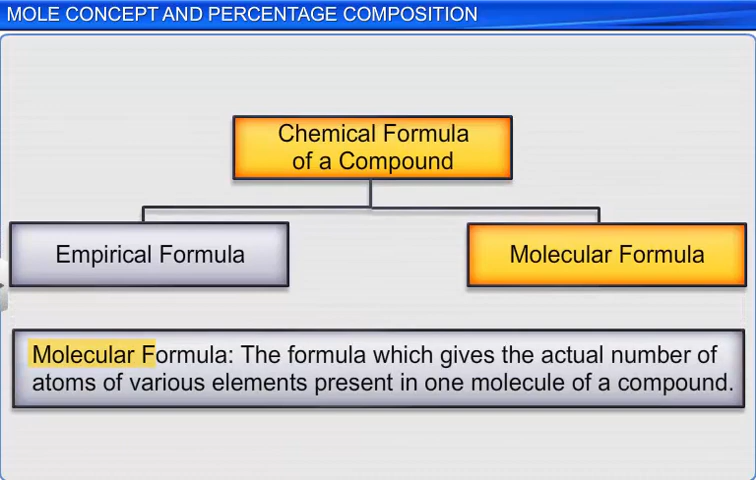 MOLE CONCEPT AND PERCENTAGE COMPOSITION
Chemical Formula
of a Compound
Empirical Formula
Molecular Formula
Molecular Formula: The formula which gives the actual number of
atoms of various elements present in one molecule of a compound.